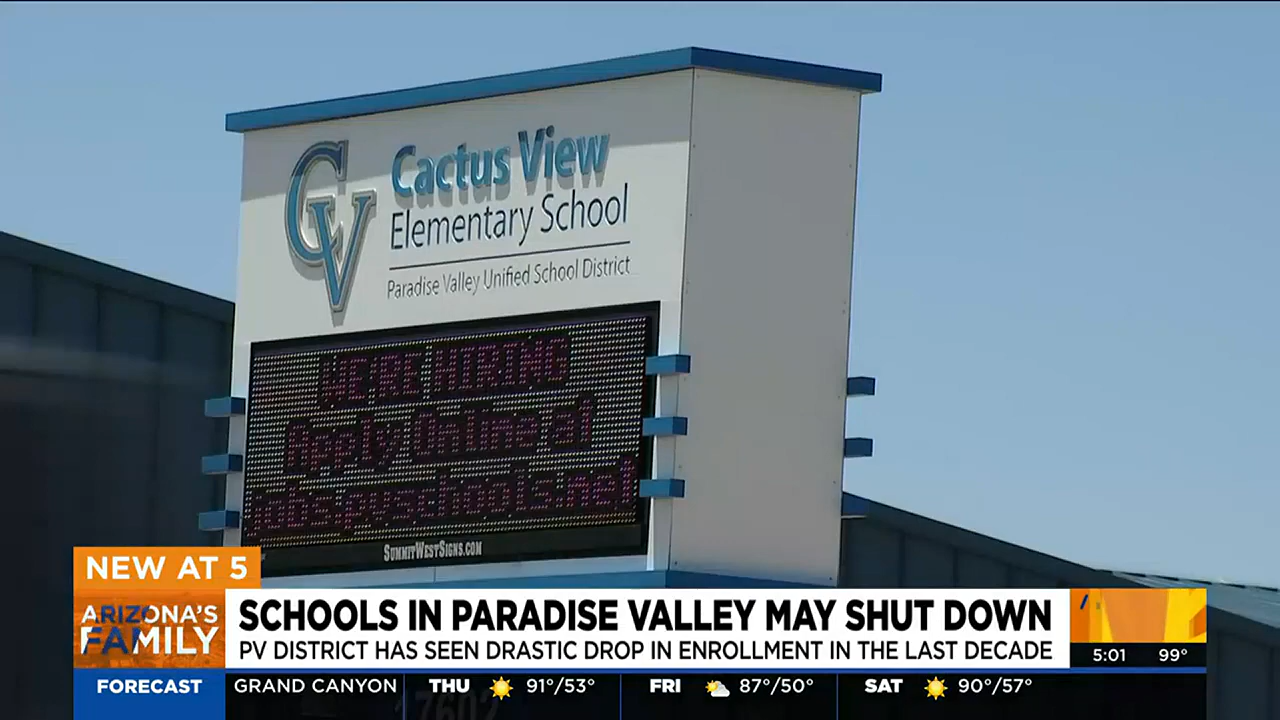 CV
Cactus View
Elementary School
Paradise Valley Unified School District
WE'RE HIRING
Apply Online at
jobs.pvschools.net
SUMMITWESTSIGNS.COM
NEW AT 5
ARIZONA'S
FAMILY
SCHOOLS IN PARADISE VALLEY MAY SHUT DOWN
PV DISTRICT HAS SEEN DRASTIC DROP IN ENROLLMENT IN THE LAST DECADE
5:01 99°
FORECAST GRAND CANYON THU 91°/53° FRI 87°/50° SAT 90°/57°